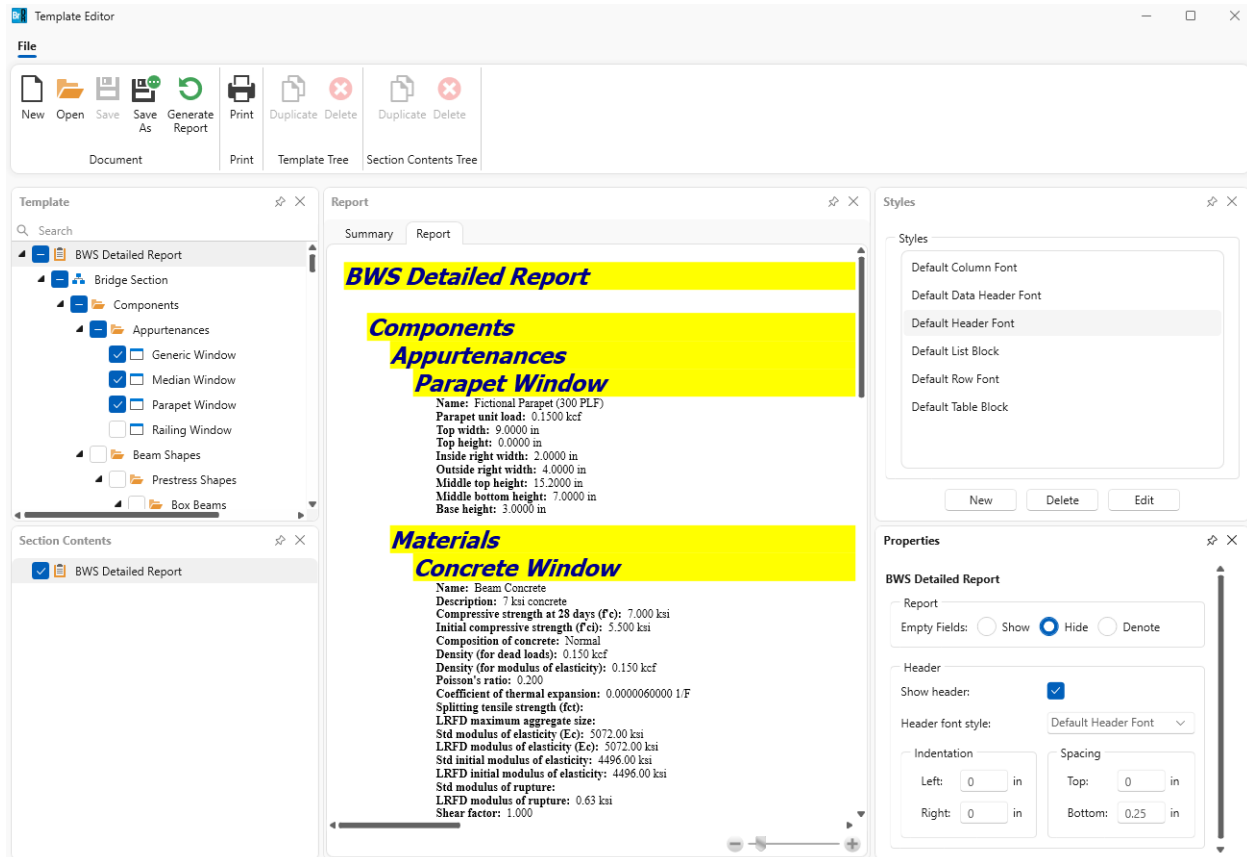 Br Template Editor
File
New Open Save Save As Generate Report Print Duplicate Delete Duplicate Delete
Document Print Template Tree Section Contents Tree
Template
Search
BWS Detailed Report
Bridge Section
Components
Appurtenances
Generic Window
Median Window
Parapet Window
Railing Window
Beam Shapes
Prestress Shapes
Box Beams
Section Contents
BWS Detailed Report
Report
Summary Report
BWS Detailed Report
Components
Appurtenances
Parapet Window
Name: Fictional Parapet (300 PLF)
Parapet unit load: 0.1500 kcf
Top width: 9.0000 in
Top height: 0.0000 in
Inside right width: 2.0000 in
Outside right width: 4.0000 in
Middle top height: 15.2000 in
Middle bottom height: 7.0000 in
Base height: 3.0000 in
Materials
Concrete Window
Name: Beam Concrete
Description: 7 ksi concrete
Compressive strength at 28 days (f'c): 7.000 ksi
Initial compressive strength (f'ci): 5.500 ksi
Composition of concrete: Normal
Density (for dead loads): 0.150 kcf
Density (for modulus of elasticity): 0.150 kcf
Poisson's ratio: 0.200
Coefficient of thermal expansion: 0.0000060000 1/F
Splitting tensile strength (fct):
LRFD maximum aggregate size:
Std modulus of elasticity (Ec): 5072.00 ksi
LRFD modulus of elasticity (Ec): 5072.00 ksi
Std initial modulus of elasticity: 4496.00 ksi
LRFD initial modulus of elasticity: 4496.00 ksi
Std modulus of rupture:
LRFD modulus of rupture: 0.63 ksi
Shear factor: 1.000
Styles
Styles
Default Column Font
Default Data Header Font
Default Header Font
Default List Block
Default Row Font
Default Table Block
New Delete Edit
Properties
BWS Detailed Report
Report
Empty Fields: Show Hide Denote
Header
Show header:
Header font style: Default Header Font
Indentation Spacing
Left: 0 in Top: 0 in
Right: 0 in Bottom: 0.25 in